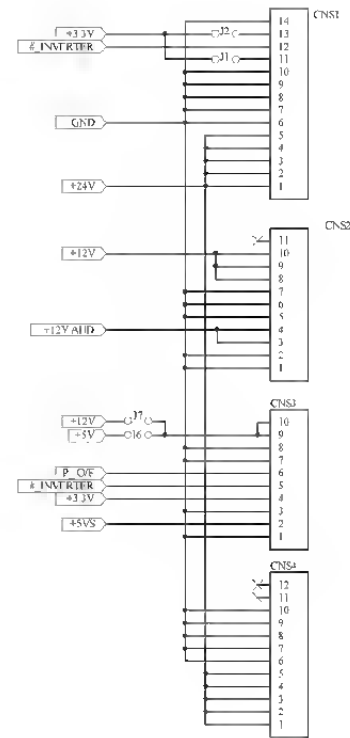 CNS1
14
+3.3V J2 13
#_INVERTER 12
J1 11
10
9
8
7
GND 6
5
4
3
2
+24V 1
CNS2
11
+12V 10
9
8
7
6
5
+12V AUD 4
3
2
1
CNS3
+12V J7 10
+5V J6 9
8
7
P_O/F 6
#_INVERTER 5
+3.3V 4
3
+5VS 2
1
CNS4
12
11
10
9
8
7
6
5
4
3
2
1